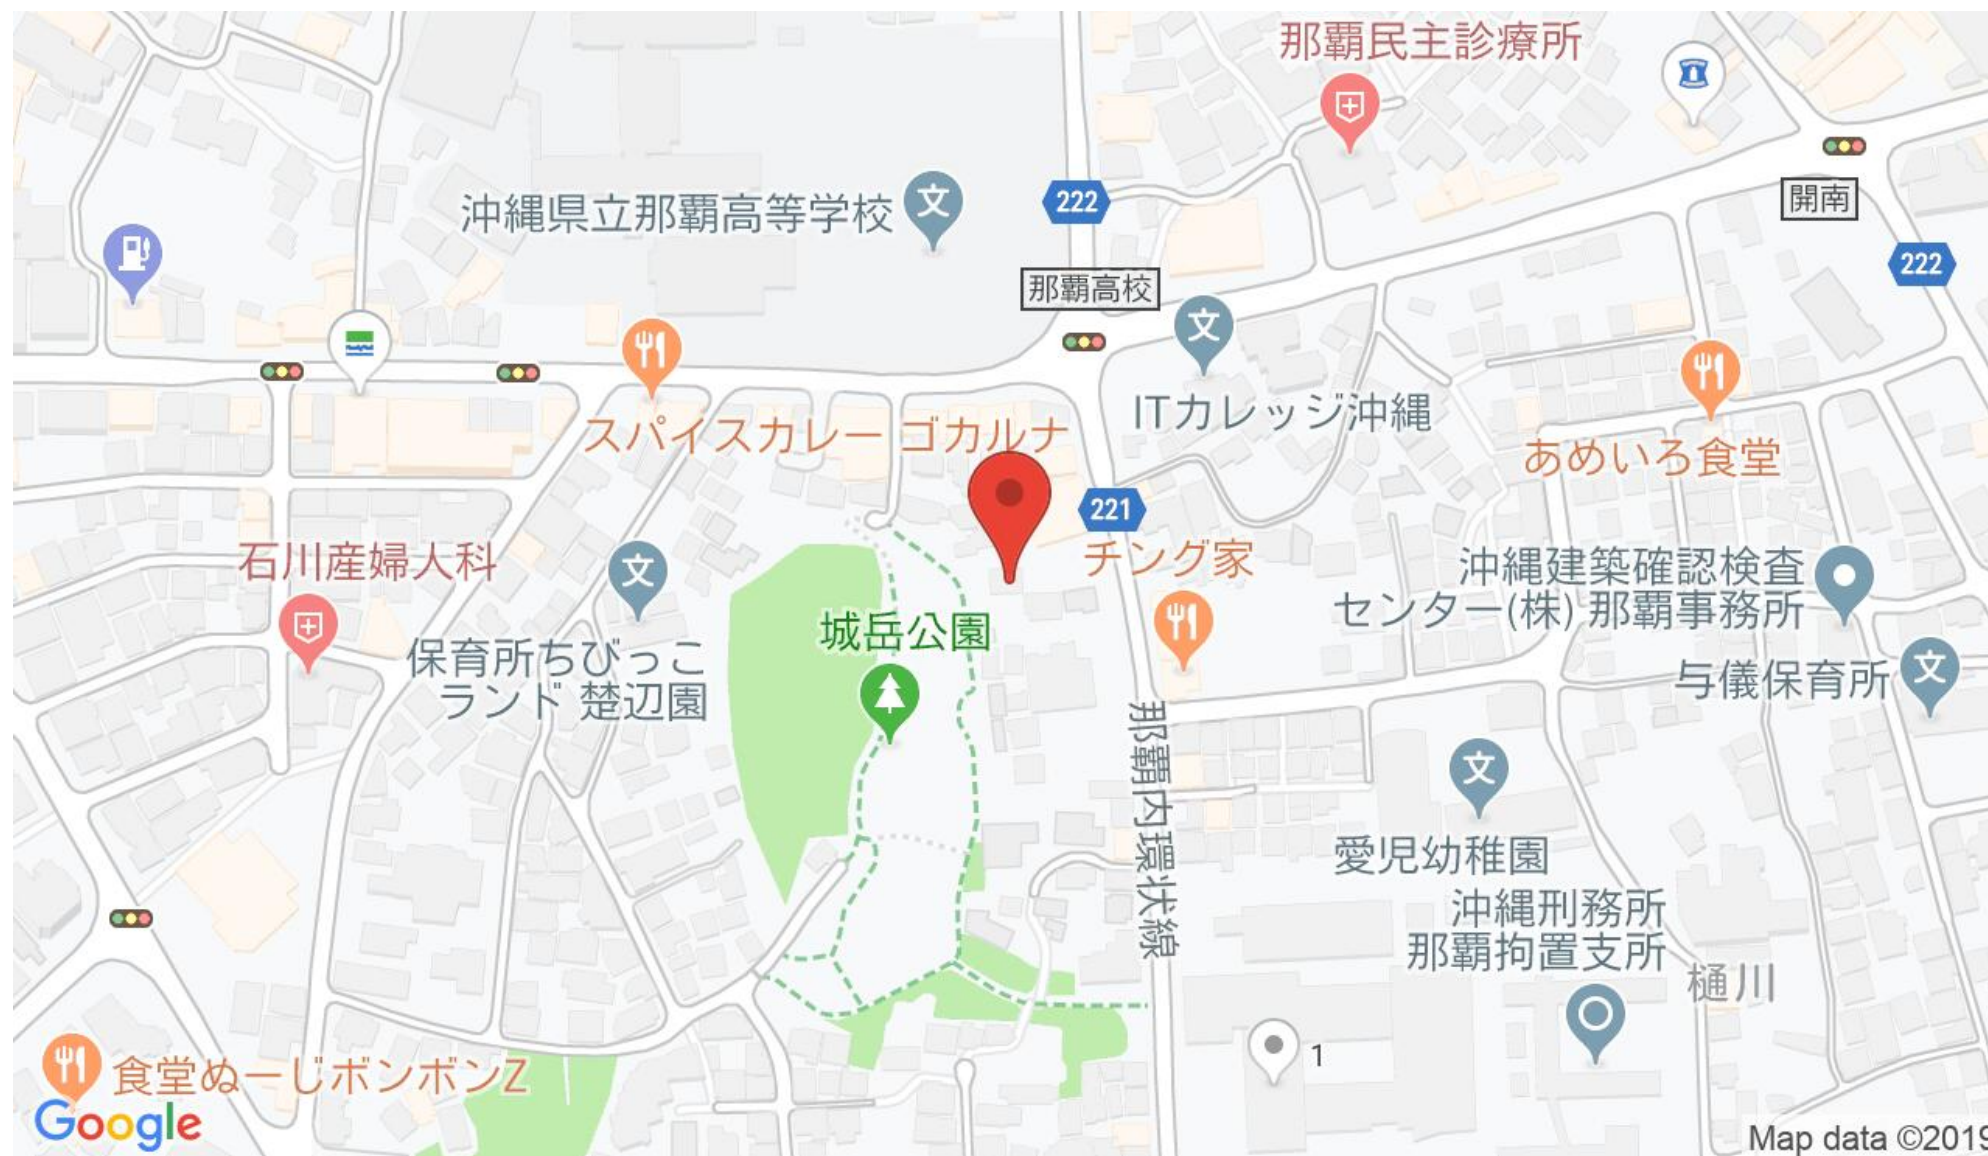 那覇民主診療所
沖縄県立那覇高等学校
222
開南
222
那覇高校
ITカレッジ沖縄
スパイスカレー ゴカルナ
あめいろ食堂
221
チング家
石川産婦人科
沖縄建築確認検査
センター(株) 那覇事務所
城岳公園
保育所ちびっこ
ランド 楚辺園
与儀保育所
那覇内環状線
愛児幼稚園
沖縄刑務所
那覇拘置支所
樋川
1
食堂ぬーじボンボンZ
Google
Map data ©2019
文
文
文
文
文